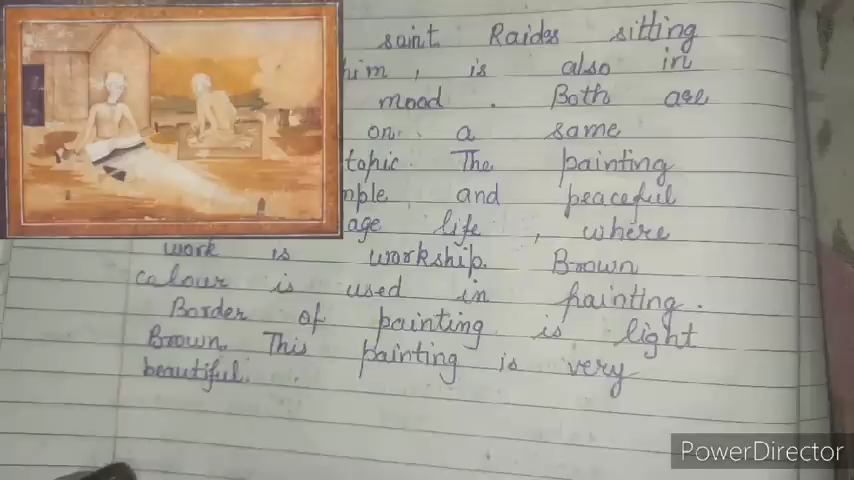 saint Raidas sitting
him, is also in
mood. Both are
on a same
topic. The painting
and peaceful
life, where
work is workship. Brown
colour is used in painting.
Border of painting is light
Brown. This painting is very
beautiful.
PowerDirector